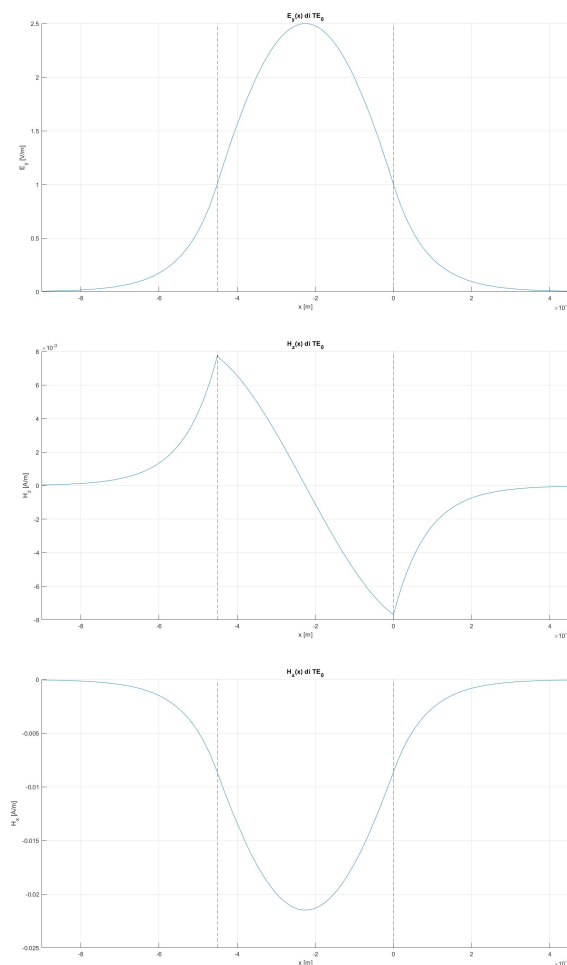 E_y(x) di TE_0
2.5
2
1.5
1
0.5
0
E_y [V/m]
-8 -6 -4 -2 0 2 4
x [m]
H_z(x) di TE_0
×10^-3
8
6
4
2
0
-2
-4
-6
-8
H_z [A/m]
-8 -6 -4 -2 0 2 4
x [m]
H_x(x) di TE_0
0
-0.005
-0.01
-0.015
-0.02
-0.025
H_x [A/m]
-8 -6 -4 -2 0 2 4
x [m]